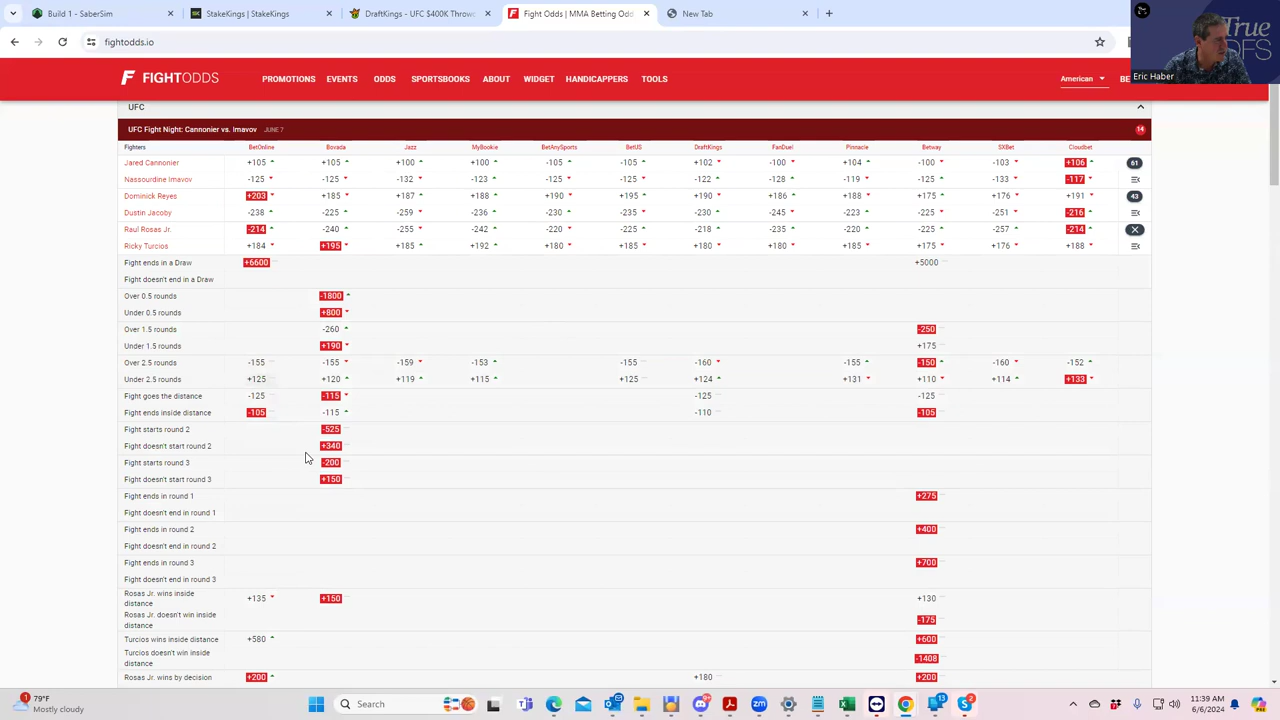 Build 1 - SaberSim
StakeKings | StakeKings
DraftKings - UFC $400K Throw
Fight Odds | MMA Betting Odd
New Tab
fightodds.io
True
DFS
Eric Haber
FIGHTODDS PROMOTIONS EVENTS ODDS SPORTSBOOKS ABOUT WIDGET HANDICAPPERS TOOLS American BE
UFC
UFC Fight Night: Cannonier vs. Imavov JUNE 7 14
Fighters BetOnline Bovada Jazz MyBookie BetAnySports BetUS DraftKings FanDuel Pinnacle Betway SXBet Cloudbet
Jared Cannonier +105 +105 +100 +100 -105 -105 +102 -100 +104 -100 -103 +106 61
Nassourdine Imavov -125 -125 -132 -123 -125 -125 -122 -128 -119 -125 -133 -117
Dominick Reyes +203 +185 +187 +188 +190 +195 +190 +186 +188 +175 +176 +191 43
Dustin Jacoby -238 -225 -259 -236 -230 -235 -230 -245 -223 -225 -251 -216
Raul Rosas Jr. -214 -240 -255 -242 -220 -225 -218 -235 -220 -225 -257 -214
Ricky Turcios +184 +195 +185 +192 +180 +185 +180 +180 +185 +175 +176 +188
Fight ends in a Draw +6600 +5000
Fight doesn't end in a Draw
Over 0.5 rounds -1800
Under 0.5 rounds +800
Over 1.5 rounds -260 -250
Under 1.5 rounds +190 +175
Over 2.5 rounds -155 -155 -159 -153 -155 -160 -155 -150 -160 -152
Under 2.5 rounds +125 +120 +119 +115 +125 +124 +131 +110 +114 +133
Fight goes the distance -125 -115 -125 -125
Fight ends inside distance -105 -115 -110 -105
Fight starts round 2 -525
Fight doesn't start round 2 +340
Fight starts round 3 -200
Fight doesn't start round 3 +150
Fight ends in round 1 +275
Fight doesn't end in round 1
Fight ends in round 2 +400
Fight doesn't end in round 2
Fight ends in round 3 +700
Fight doesn't end in round 3
Rosas Jr. wins inside
distance +135 +150 +130
Rosas Jr. doesn't win inside
distance -175
Turcios wins inside distance +580 +600
Turcios doesn't win inside
distance -1408
Rosas Jr. wins by decision +200 +180 +200
1
79°F
Mostly cloudy
Search
13
2
11:39 AM
6/6/2024